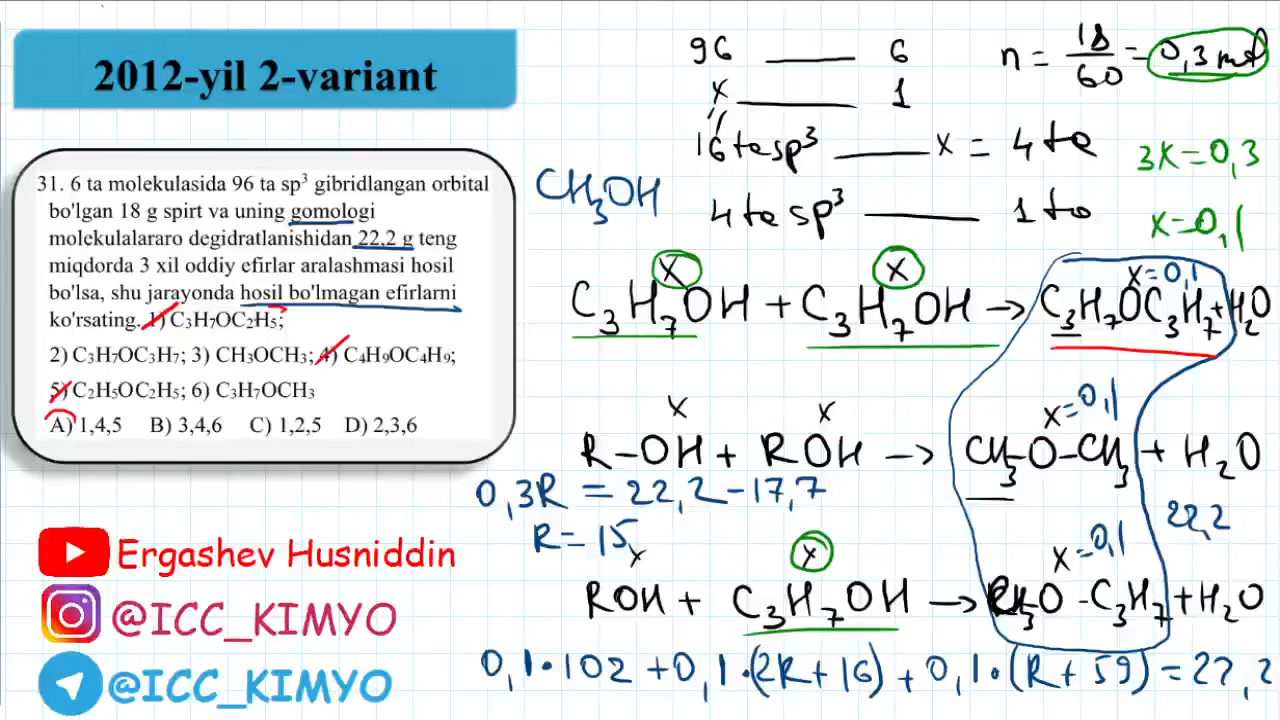 2012-yil 2-variant
31. 6 ta molekulasida 96 ta sp³ gibridlangan orbital
bo'lgan 18 g spirt va uning gomologi
molekulalararo degidratlanishidan 22,2 g teng
miqdorda 3 xil oddiy efirlar aralashmasi hosil
bo'lsa, shu jarayonda hosil bo'lmagan efirlarni
ko'rsating. 1) C₃H₇OC₂H₅;
2) C₃H₇OC₃H₇; 3) CH₃OCH₃; 4) C₄H₉OC₄H₉;
5) C₂H₅OC₂H₅; 6) C₃H₇OCH₃
A) 1,4,5 B) 3,4,6 C) 1,2,5 D) 2,3,6
Ergashev Husniddin
@ICC_KIMYO
@ICC_KIMYO
96 — 6
x — 1
16 ta sp³ — x = 4 ta
4 ta sp³ — 1 ta
n = 18/60 = 0,3 mol
3x=0,3
x=0,1
CH₃OH
x x x=0,1
C₃H₇OH + C₃H₇OH → C₃H₇OC₃H₇+H₂O
x x x=0,1
R-OH + ROH → CH₃-O-CH₃ + H₂O
0,3R = 22,2-17,7
R=15
22,2
x x x=0,1
ROH + C₃H₇OH → CH₃O-C₃H₇+H₂O
0,1·102 +0,1·(2R+16)+0,1·(R+59)=22,2